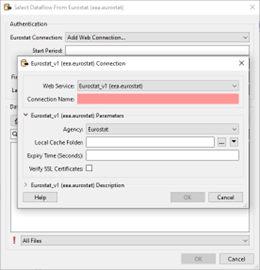 Select Dataflow From Eurostat (eea.eurostat)
Authentication
Eurostat Connection: Add Web Connection...
Start Period:
Eurostat_v1 (eea.eurostat) Connection
Web Service: Eurostat_v1 (eea.eurostat)
Connection Name:
Eurostat_v1 (eea.eurostat) Parameters
Agency: Eurostat
Local Cache Folder: ...
Expiry Time (Seconds):
Verify SSL Certificates
Eurostat_v1 (eea.eurostat) Description
Help OK Cancel
All Files
OK Cancel